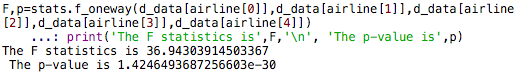 F,p=stats.f_oneway(d_data[airline[0]],d_data[airline[1]],d_data[airline
[2]],d_data[airline[3]],d_data[airline[4]])
...: print('The F statistics is',F,'\n', 'The p-value is',p)
The F statistics is 36.94303914503367
The p-value is 1.4246493687256603e-30